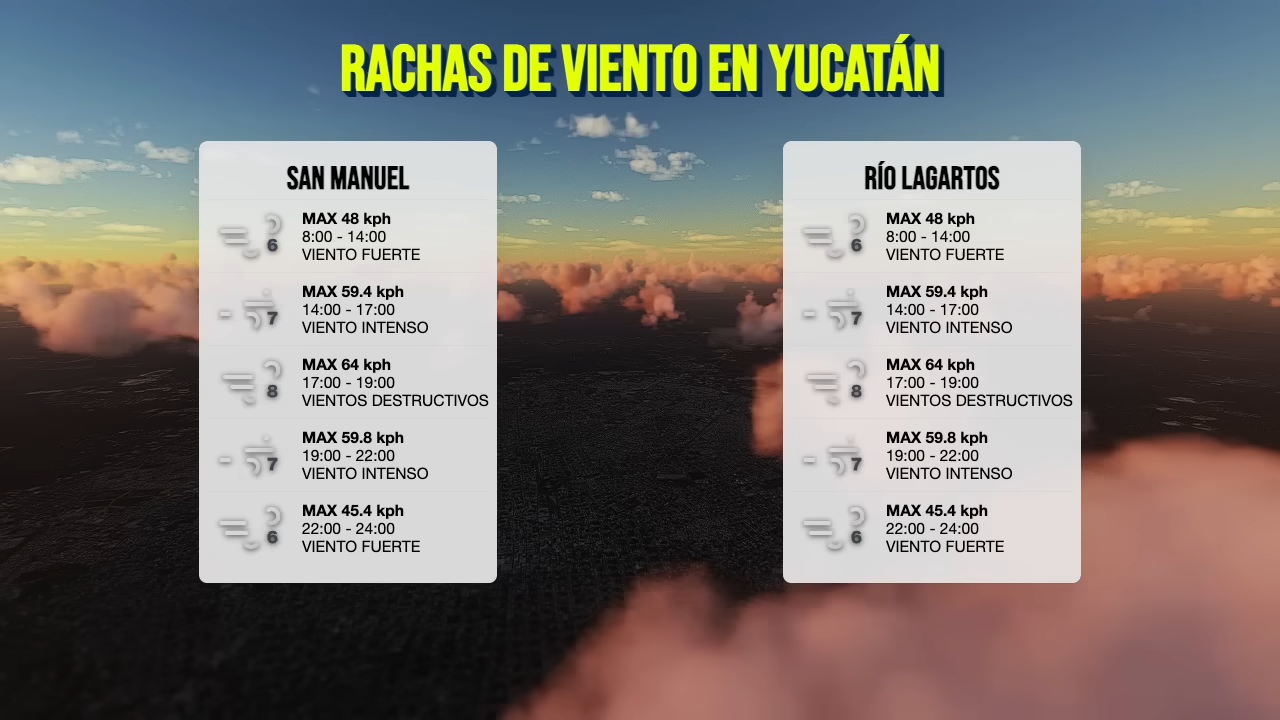 RACHAS DE VIENTO EN YUCATÁN
SAN MANUEL
6
MAX 48 kph
8:00 - 14:00
VIENTO FUERTE
7
MAX 59.4 kph
14:00 - 17:00
VIENTO INTENSO
8
MAX 64 kph
17:00 - 19:00
VIENTOS DESTRUCTIVOS
7
MAX 59.8 kph
19:00 - 22:00
VIENTO INTENSO
6
MAX 45.4 kph
22:00 - 24:00
VIENTO FUERTE
RÍO LAGARTOS
6
MAX 48 kph
8:00 - 14:00
VIENTO FUERTE
7
MAX 59.4 kph
14:00 - 17:00
VIENTO INTENSO
8
MAX 64 kph
17:00 - 19:00
VIENTOS DESTRUCTIVOS
7
MAX 59.8 kph
19:00 - 22:00
VIENTO INTENSO
6
MAX 45.4 kph
22:00 - 24:00
VIENTO FUERTE